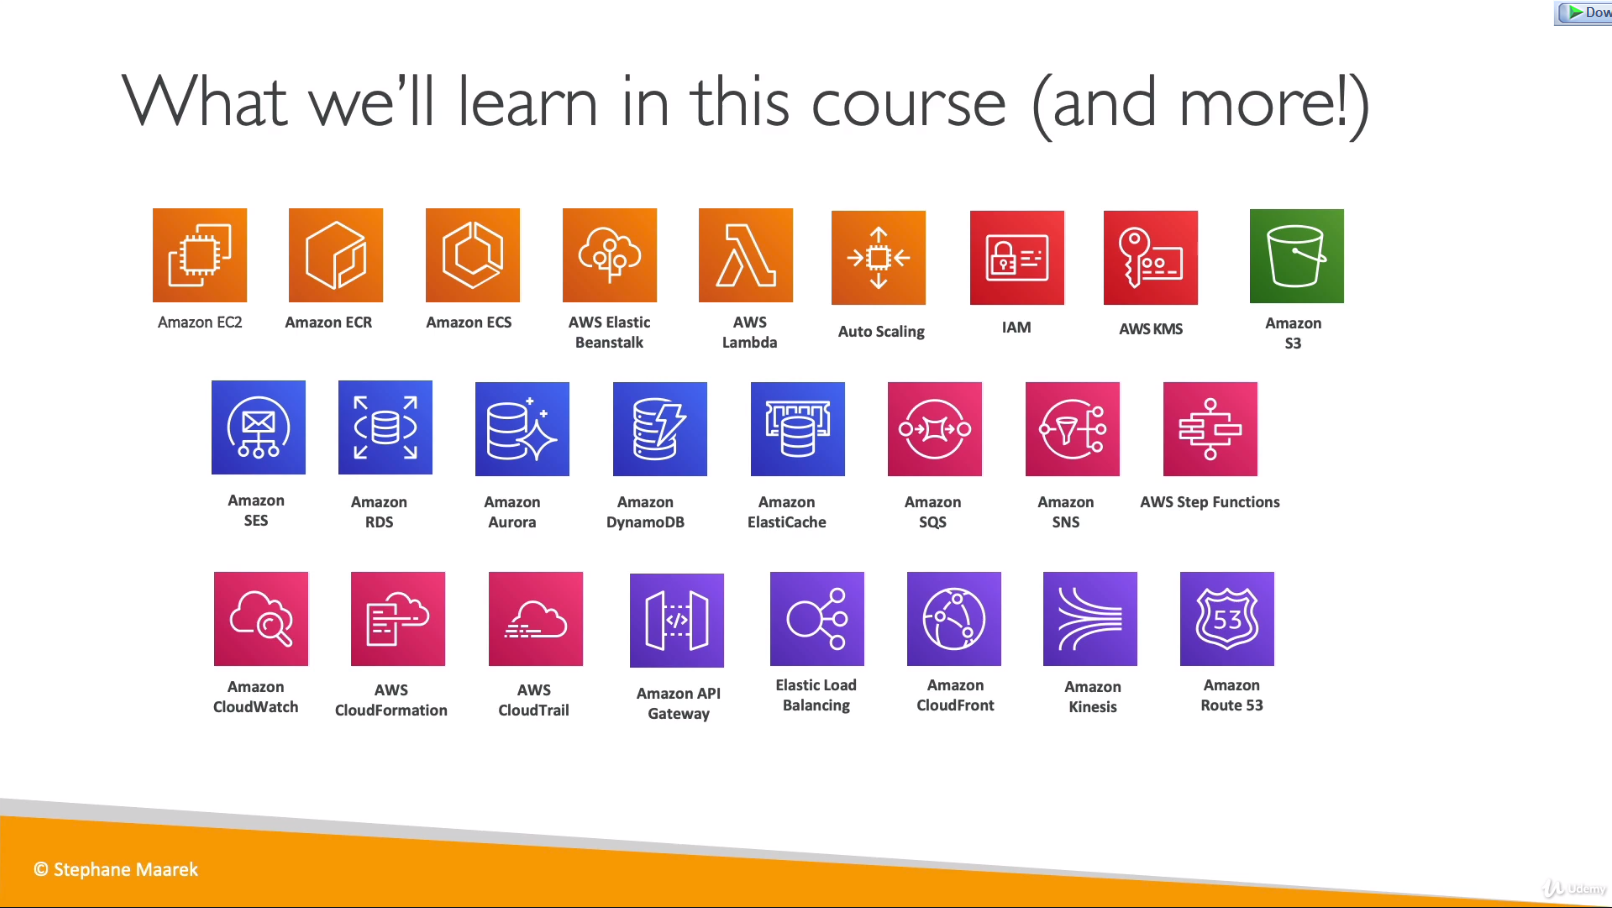 Dow
What we'll learn in this course (and more!)
Amazon EC2
Amazon ECR
Amazon ECS
AWS Elastic
Beanstalk
AWS
Lambda
Auto Scaling
IAM
AWS KMS
Amazon
S3
Amazon
SES
Amazon
RDS
Amazon
Aurora
Amazon
DynamoDB
Amazon
ElastiCache
Amazon
SQS
Amazon
SNS
AWS Step Functions
53
Amazon
CloudWatch
AWS
CloudFormation
AWS
CloudTrail
</>
Amazon API
Gateway
Elastic Load
Balancing
Amazon
CloudFront
Amazon
Kinesis
Amazon
Route 53
© Stephane Maarek
Udemy